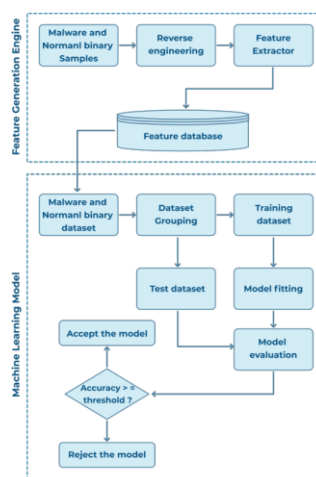 Feature Generation Engine
Malware and
Normanl binary
Samples
Reverse
engineering
Feature
Extractor
Feature database
Machine Learning Model
Malware and
Normanl binary
dataset
Dataset
Grouping
Training
dataset
Test dataset
Model fitting
Accept the model
Model
evaluation
Accuracy > =
threshold ?
Reject the model